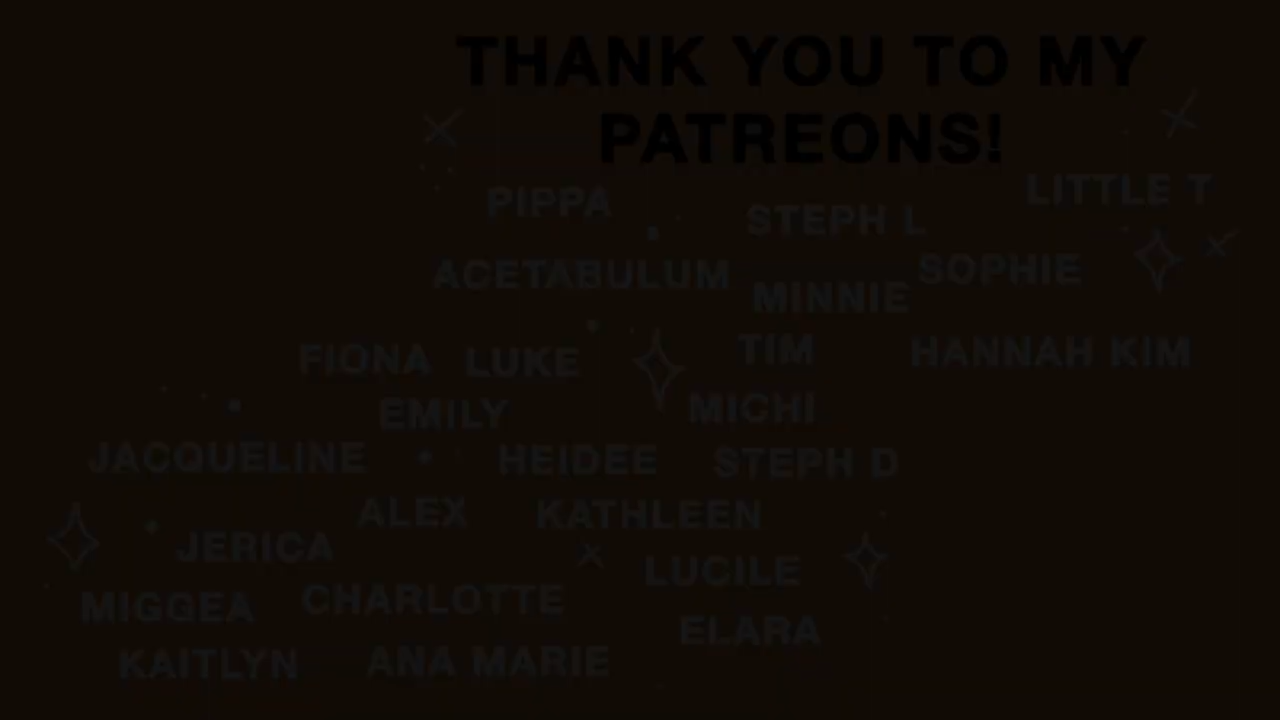 THANK YOU TO MY
PATREONS!
LITTLE T
PIPPA
STEPH L
SOPHIE
ACETABULUM
MINNIE
TIM
HANNAH KIM
FIONA
LUKE
EMILY
MICHI
JACQUELINE
HEIDEE
STEPH D
ALEX
KATHLEEN
JERICA
LUCILE
CHARLOTTE
MIGGEA
ELARA
KAITLYN
ANA MARIE